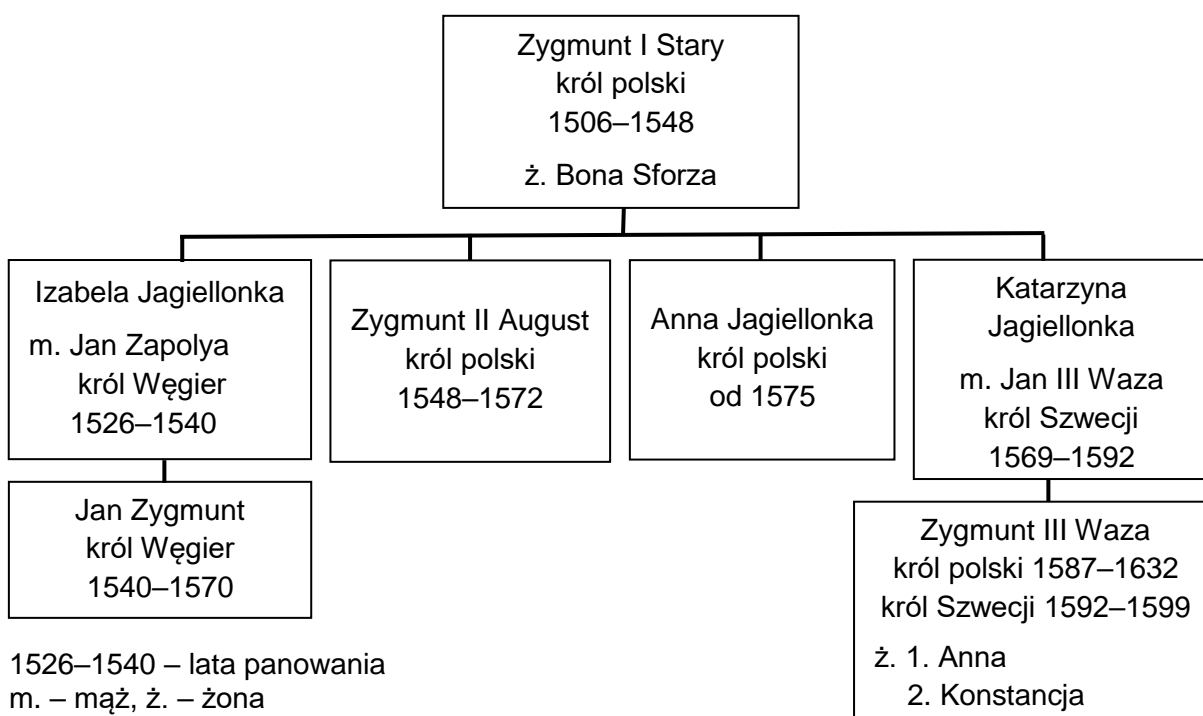 Zygmunt I Stary
król polski
1506–1548
ż. Bona Sforza
Izabela Jagiellonka
m. Jan Zapolya
król Węgier
1526–1540
Zygmunt II August
król polski
1548–1572
Anna Jagiellonka
król polski
od 1575
Katarzyna
Jagiellonka
m. Jan III Waza
król Szwecji
1569–1592
Jan Zygmunt
król Węgier
1540–1570
Zygmunt III Waza
król polski 1587–1632
król Szwecji 1592–1599
ż. 1. Anna
2. Konstancja
1526–1540 – lata panowania
m. – mąż, ż. – żona